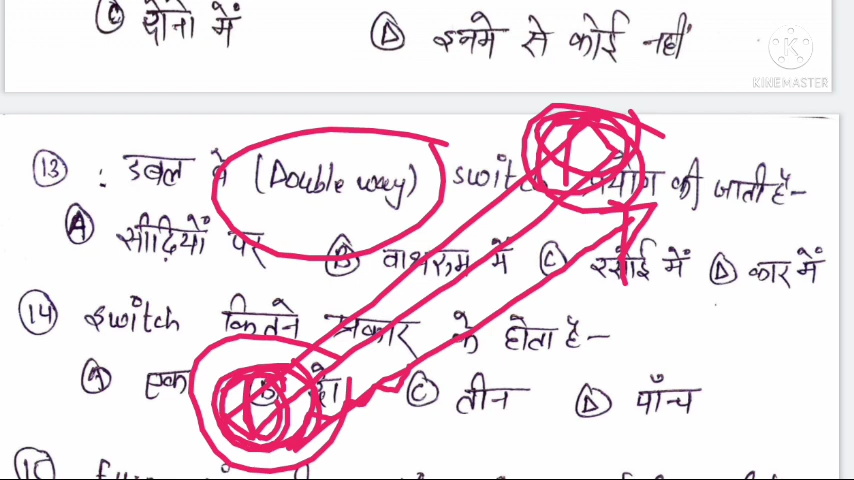 Ⓒ दोनो में Ⓓ इनमे से कोई नहीं
KINEMASTER
⑬ : डबल वे (Double way) switch प्रयोग की जाती है-
Ⓐ सीढ़ियों पर Ⓑ बाथरुम में Ⓒ रसोई में Ⓓ कार में
⑭ switch कितने प्रकार के होता है-
Ⓐ एक Ⓑ दो Ⓒ तीन Ⓓ पाँच